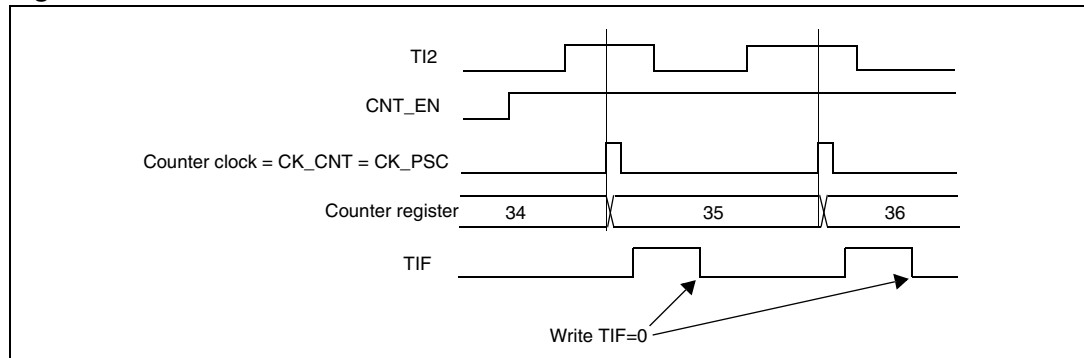 TI2
CNT_EN
Counter clock = CK_CNT = CK_PSC
Counter register
34
35
36
TIF
Write TIF=0